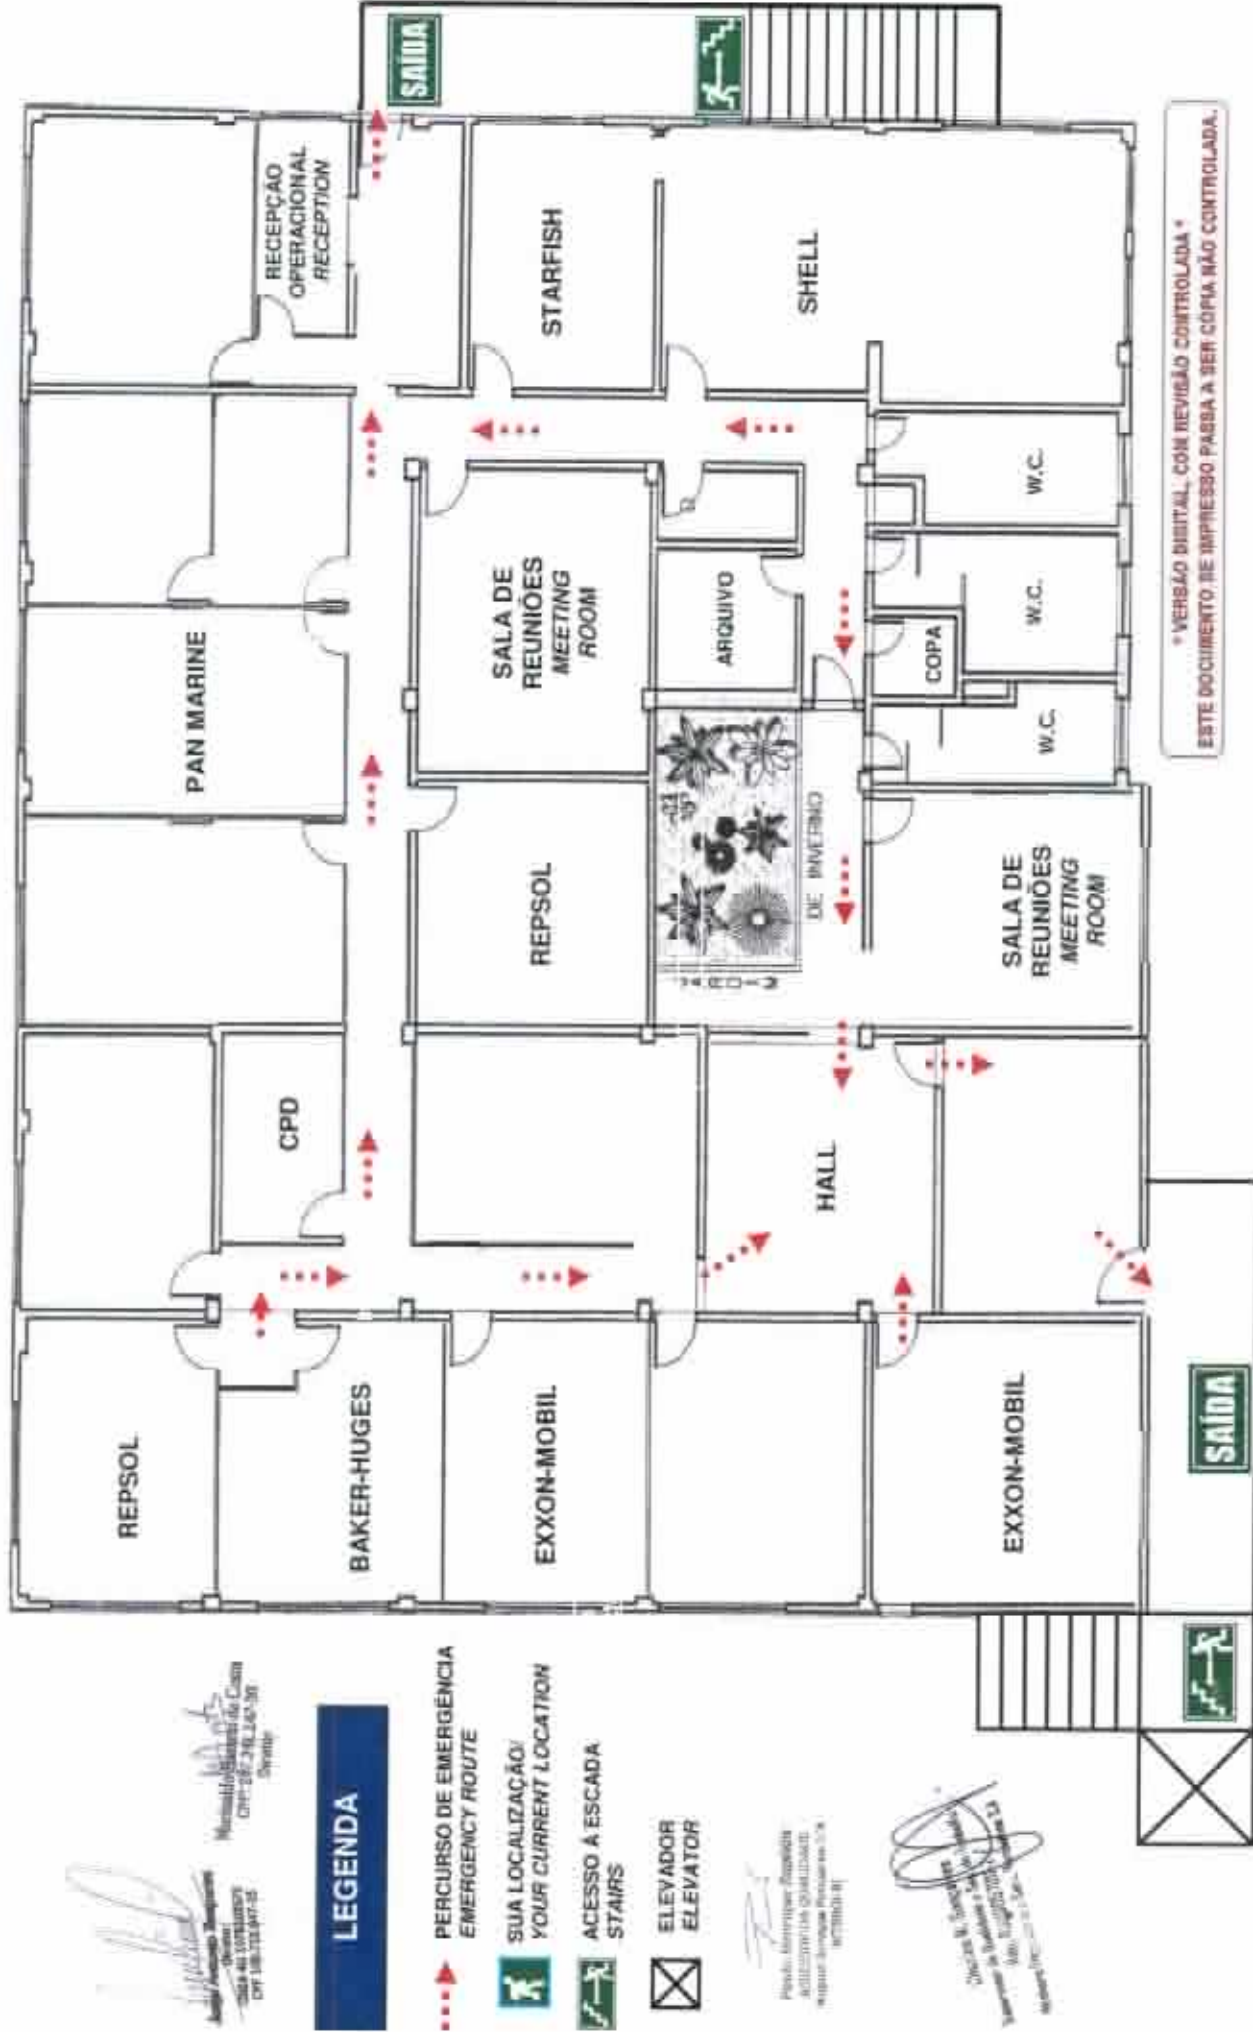 SAÍDA
RECEPÇÃO
OPERACIONAL
RECEPTION
STARFISH
SHELL
PAN MARINE
SALA DE
REUNIÕES
MEETING
ROOM
ARQUIVO
W.C.
W.C.
COPA
W.C.
REPSOL
DE INVERNO
SALA DE
REUNIÕES
MEETING
ROOM
CPD
HALL
REPSOL
BAKER-HUGES
EXXON-MOBIL
EXXON-MOBIL
SAÍDA
LEGENDA
PERCURSO DE EMERGÊNCIA
EMERGENCY ROUTE
SUA LOCALIZAÇÃO/
YOUR CURRENT LOCATION
ACESSO À ESCADA
STAIRS
ELEVADOR
ELEVATOR
* VERSÃO DIGITAL, COM REVISÃO CONTROLADA *
ESTE DOCUMENTO SE IMPRESSO PASSA A SER CÓPIA NÃO CONTROLADA.